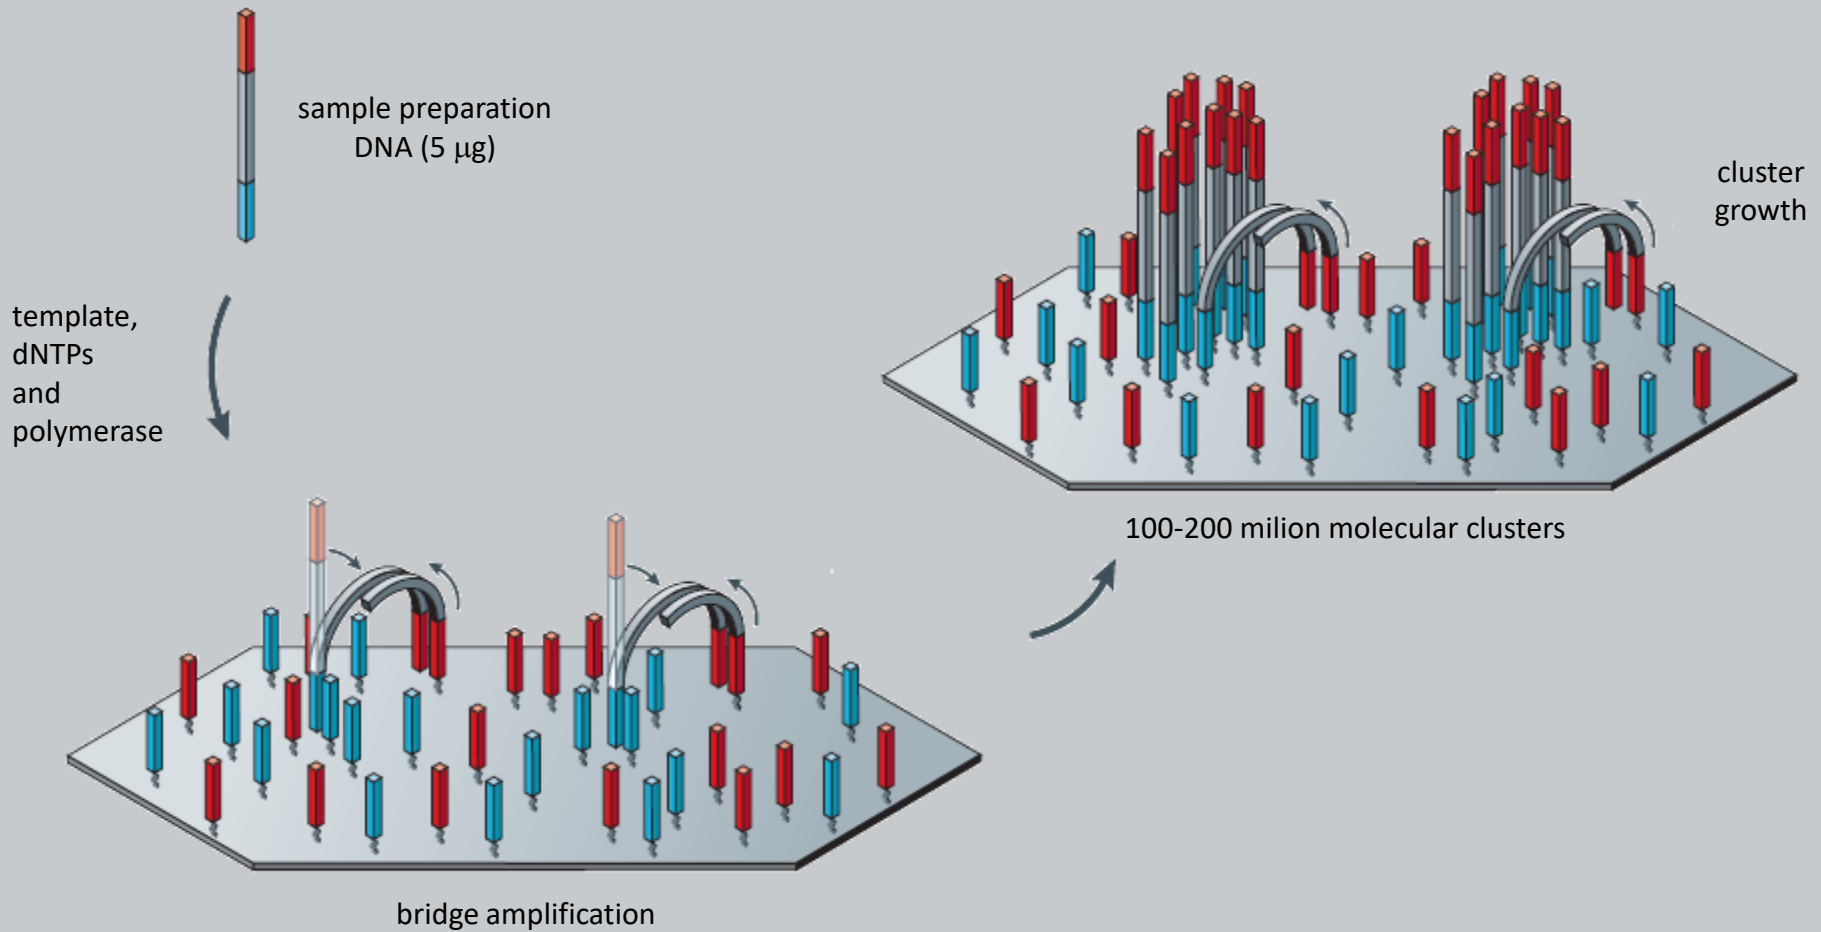 sample preparation
DNA (5 μg)
template,
dNTPs
and
polymerase
bridge amplification
cluster
growth
100-200 milion molecular clusters